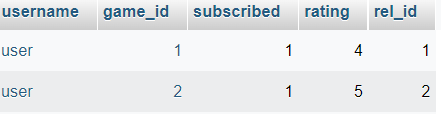 username game_id subscribed rating rel_id
user 1 1 4 1
user 2 1 5 2